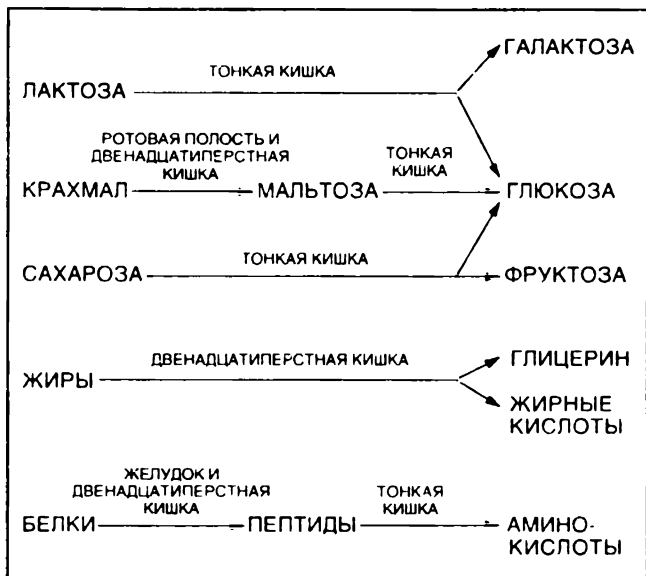 ГАЛАКТОЗА
ТОНКАЯ КИШКА
ЛАКТОЗА
РОТОВАЯ ПОЛОСТЬ И
ДВЕНАДЦАТИПЕРСТНАЯ
КИШКА
ТОНКАЯ
КИШКА
КРАХМАЛ
МАЛЬТОЗА
ГЛЮКОЗА
ТОНКАЯ КИШКА
САХАРОЗА
ФРУКТОЗА
ДВЕНАДЦАТИПЕРСТНАЯ КИШКА
ГЛИЦЕРИН
ЖИРЫ
ЖИРНЫЕ
КИСЛОТЫ
ЖЕЛУДОК И
ДВЕНАДЦАТИПЕРСТНАЯ
КИШКА
ТОНКАЯ
КИШКА
БЕЛКИ
ПЕПТИДЫ
АМИНО-
КИСЛОТЫ